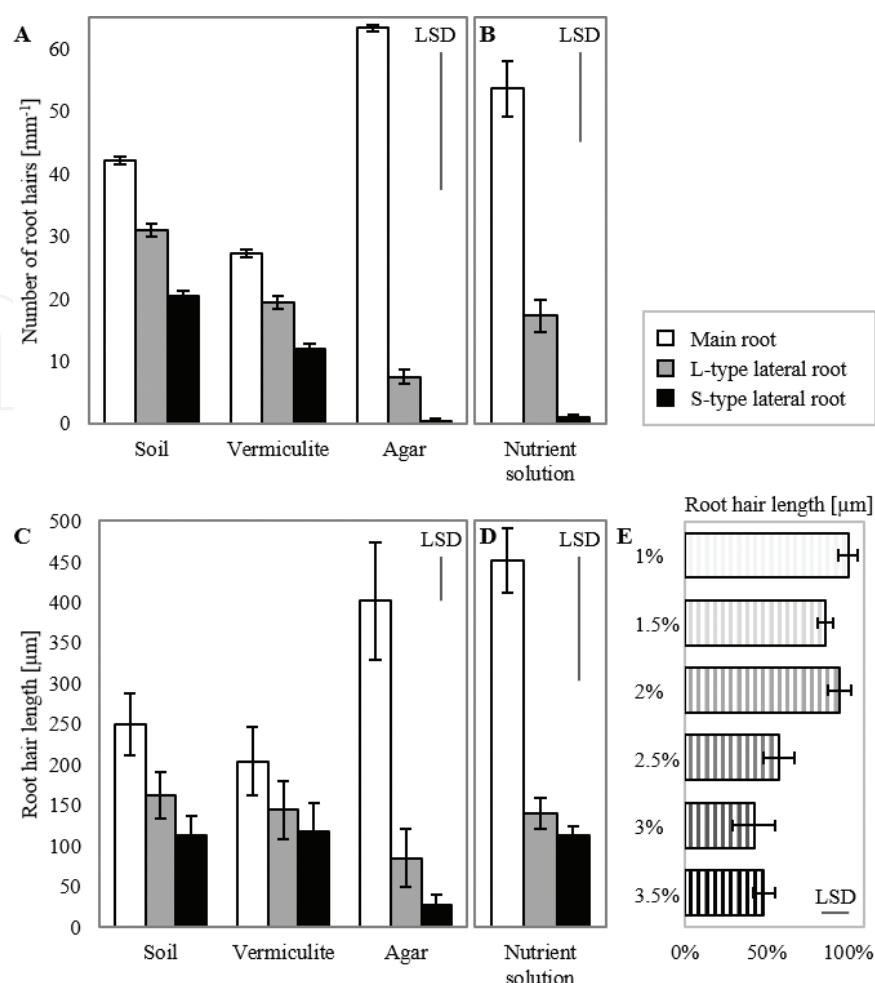 A
LSD
B
LSD
60
50
40
30
20
10
0
Number of root hairs [mm-1]
Soil
Vermiculite
Agar
Nutrient
solution
Main root
L-type lateral root
S-type lateral root
C
LSD
D
LSD
500
450
400
350
300
250
200
150
100
50
0
Root hair length [µm]
Soil
Vermiculite
Agar
Nutrient
solution
Root hair length [µm]
E
1%
1.5%
2%
2.5%
3%
3.5%
LSD
0%
50%
100%